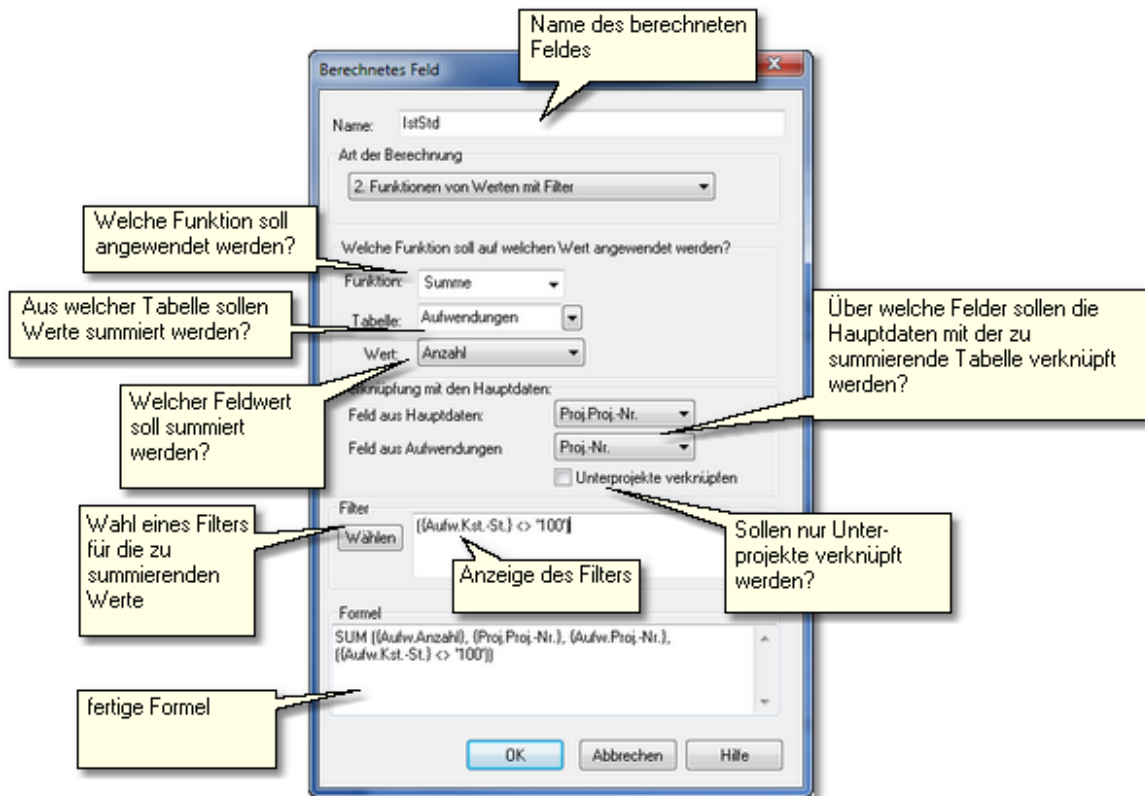 Name des berechneten
Feldes
Berechnetes Feld
Name: IstStd
Art der Berechnung
2. Funktionen von Werten mit Filter
Welche Funktion soll
angewendet werden?
Welche Funktion soll auf welchen Wert angewendet werden?
Funktion: Summe
Aus welcher Tabelle sollen
Werte summiert werden?
Tabelle: Aufwendungen
Wert: Anzahl
Über welche Felder sollen die
Hauptdaten mit der zu
summierende Tabelle verknüpft
werden?
Welcher Feldwert
soll summiert
werden?
erknüpfung mit den Hauptdaten:
Feld aus Hauptdaten: Proj.Proj.-Nr.
Feld aus Aufwendungen Proj.-Nr.
Unterprojekte verknüpfen
Wahl eines Filters
für die zu
summierenden
Werte
Filter
Wählen
({Aufw.Kst.-St.} <> "100")
Anzeige des Filters
Sollen nur Unter-
projekte verknüpft
werden?
Formel
SUM ({Aufw.Anzahl}, {Proj.Proj.-Nr.}, {Aufw.Proj.-Nr.},
({Aufw.Kst.-St.} <> "100"))
fertige Formel
OK Abbrechen Hilfe